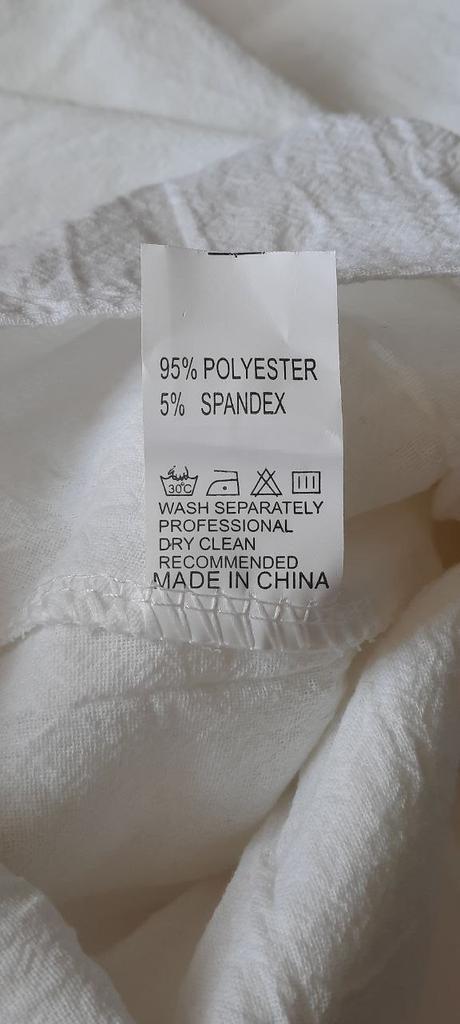 95% POLYESTER
5% SPANDEX
30°C
WASH SEPARATELY
PROFESSIONAL
DRY CLEAN
RECOMMENDED
MADE IN CHINA